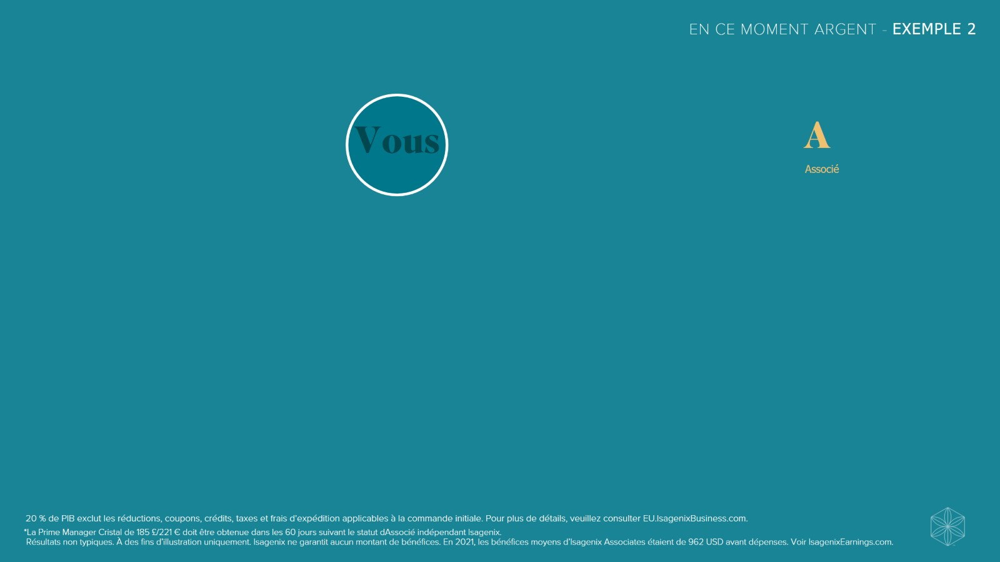 EN CE MOMENT ARGENT - EXEMPLE 2
Vous
A
Associé
20 % de PIB exclut les réductions, coupons, crédits, taxes et frais d'expédition applicables à la commande initiale. Pour plus de détails, veuillez consulter EU.IsagenixBusiness.com.
*La Prime Manager Cristal de 185 £/221 € doit être obtenue dans les 60 jours suivant le statut dAssocié indépendant Isagenix.
Résultats non typiques. À des fins d'illustration uniquement. Isagenix ne garantit aucun montant de bénéfices. En 2021, les bénéfices moyens d'Isagenix Associates étaient de 962 USD avant dépenses. Voir IsagenixEarnings.com.